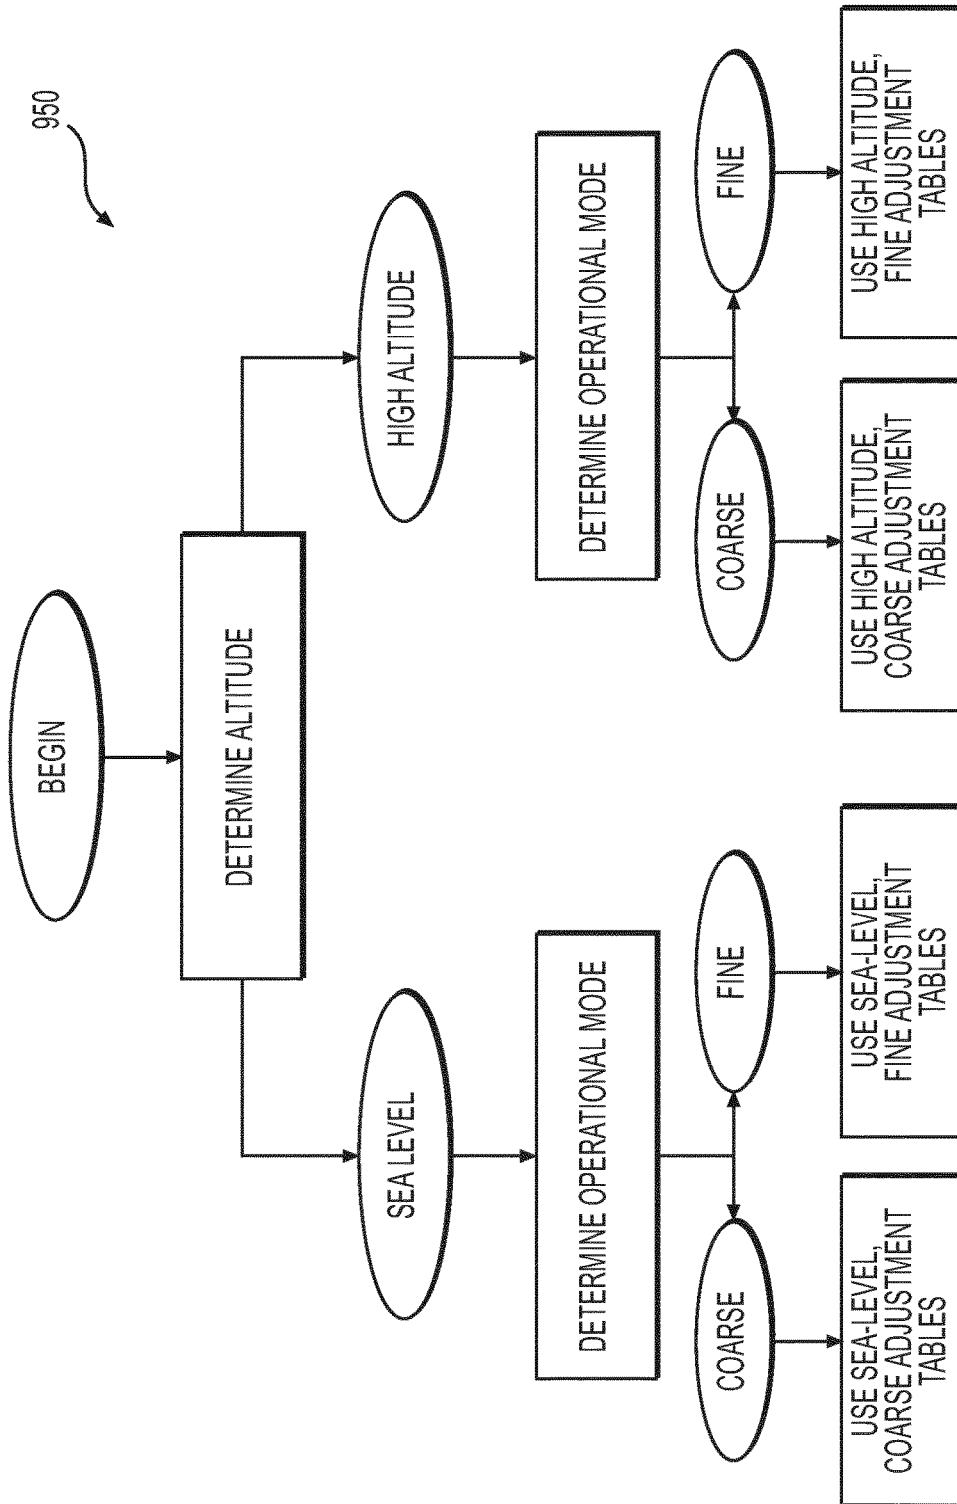 950
BEGIN
DETERMINE ALTITUDE
SEA LEVEL
HIGH ALTITUDE
DETERMINE OPERATIONAL MODE
DETERMINE OPERATIONAL MODE
COARSE
FINE
COARSE
FINE
USE SEA-LEVEL,
COARSE ADJUSTMENT
TABLES
USE SEA-LEVEL,
FINE ADJUSTMENT
TABLES
USE HIGH ALTITUDE,
COARSE ADJUSTMENT
TABLES
USE HIGH ALTITUDE,
FINE ADJUSTMENT
TABLES